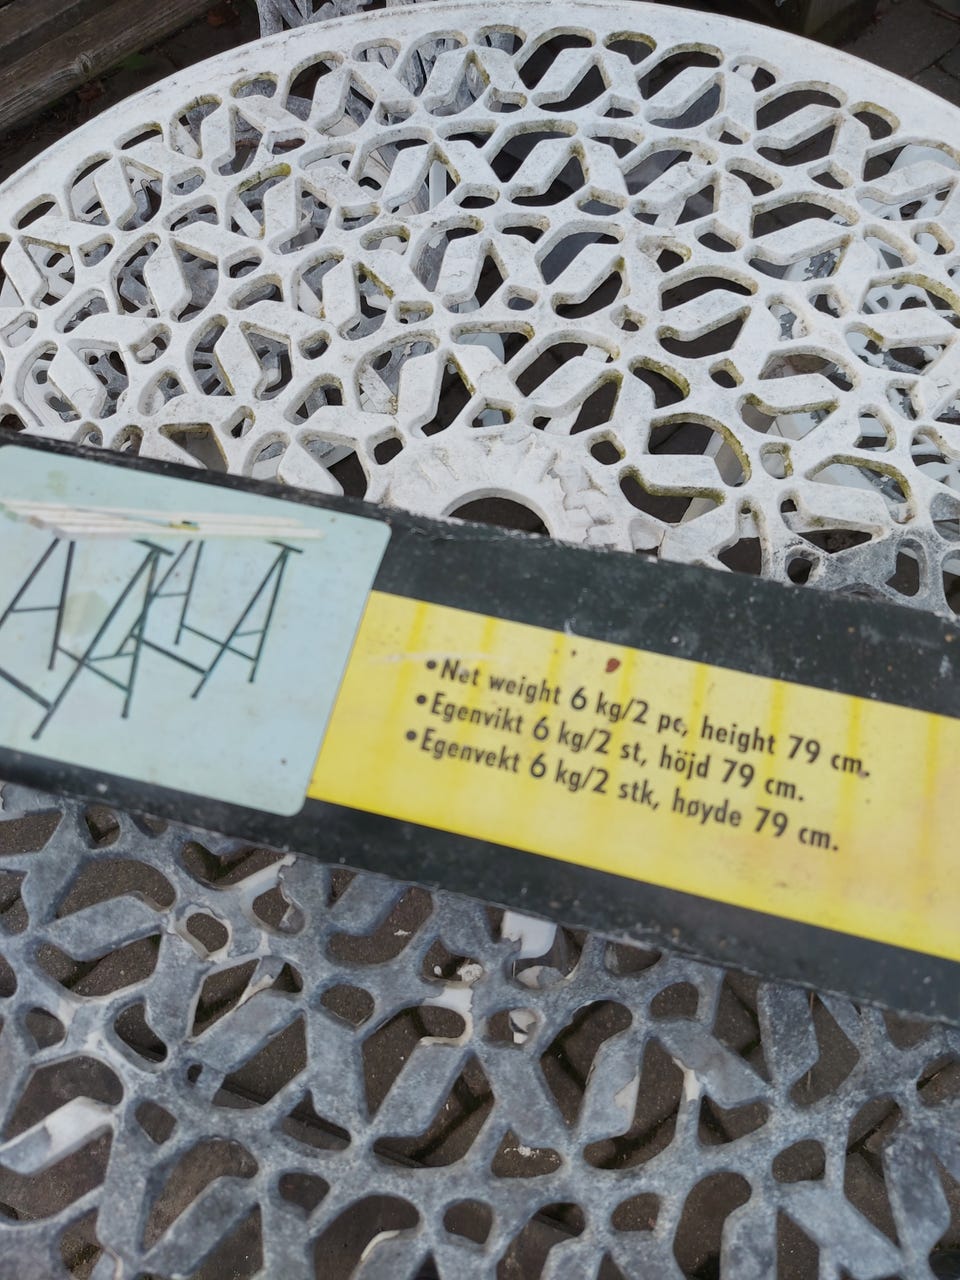 •Net weight 6 kg/2 pc, height 79 cm.
•Egenvikt 6 kg/2 st, höjd 79 cm.
•Egenvekt 6 kg/2 stk, høyde 79 cm.